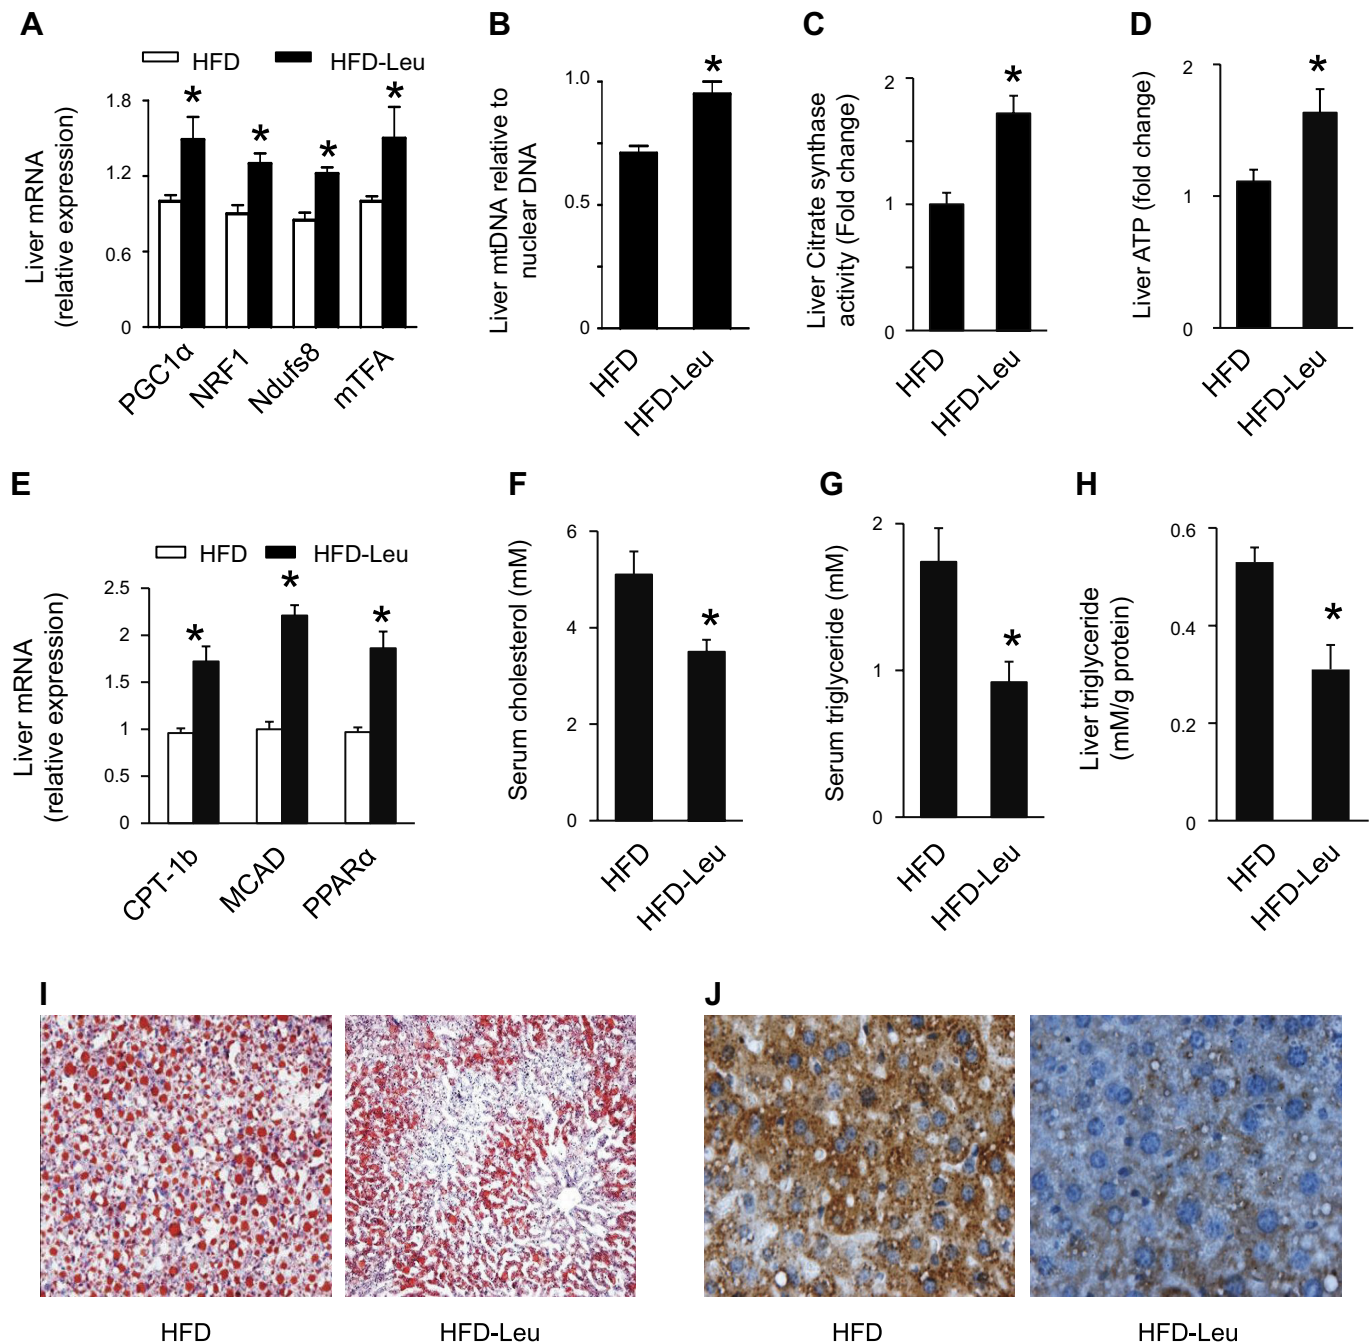 A
HFD HFD-Leu
Liver mRNA
(relative expression)
1.8
1.2
0.6
0
* * * *
PGC1α NRF1 Ndufs8 mTFA
B
Liver mtDNA relative to
nuclear DNA
1.0
0.5
0
*
HFD HFD-Leu
C
Liver Citrate synthase
activity (Fold change)
2
1
0
*
HFD HFD-Leu
D
Liver ATP (fold change)
2
1
0
*
HFD HFD-Leu
E
HFD HFD-Leu
Liver mRNA
(relative expression)
2.5
2
1.5
1
0.5
0
* * *
CPT-1b MCAD PPARα
F
Serum cholesterol (mM)
6
4
2
0
*
HFD HFD-Leu
G
Serum triglyceride (mM)
2
1
0
*
HFD HFD-Leu
H
Liver triglyceride
(mM/g protein)
0.6
0.4
0.2
0
*
HFD HFD-Leu
I
HFD HFD-Leu
J
HFD HFD-Leu